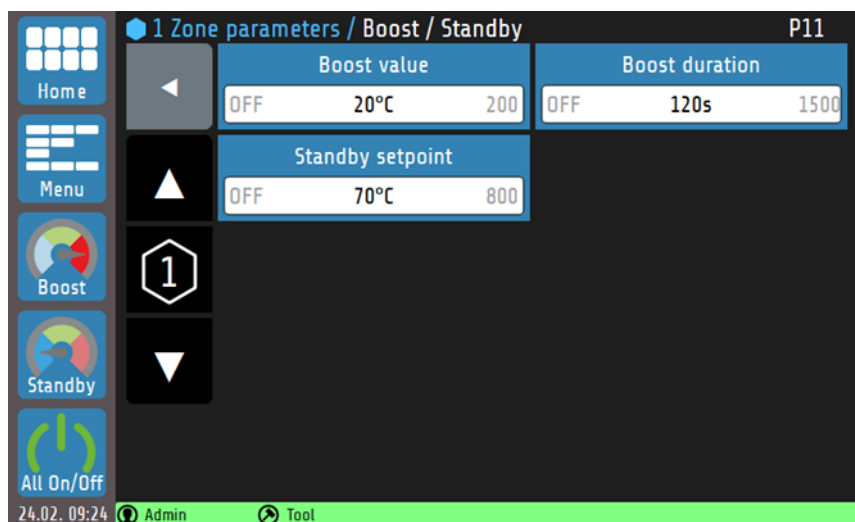 1 Zone parameters / Boost / Standby P11
Home
Boost value
OFF 20°C 200
Boost duration
OFF 120s 1500
Menu
Standby setpoint
OFF 70°C 800
1
Boost
Standby
All On/Off
24.02. 09:24 Admin Tool